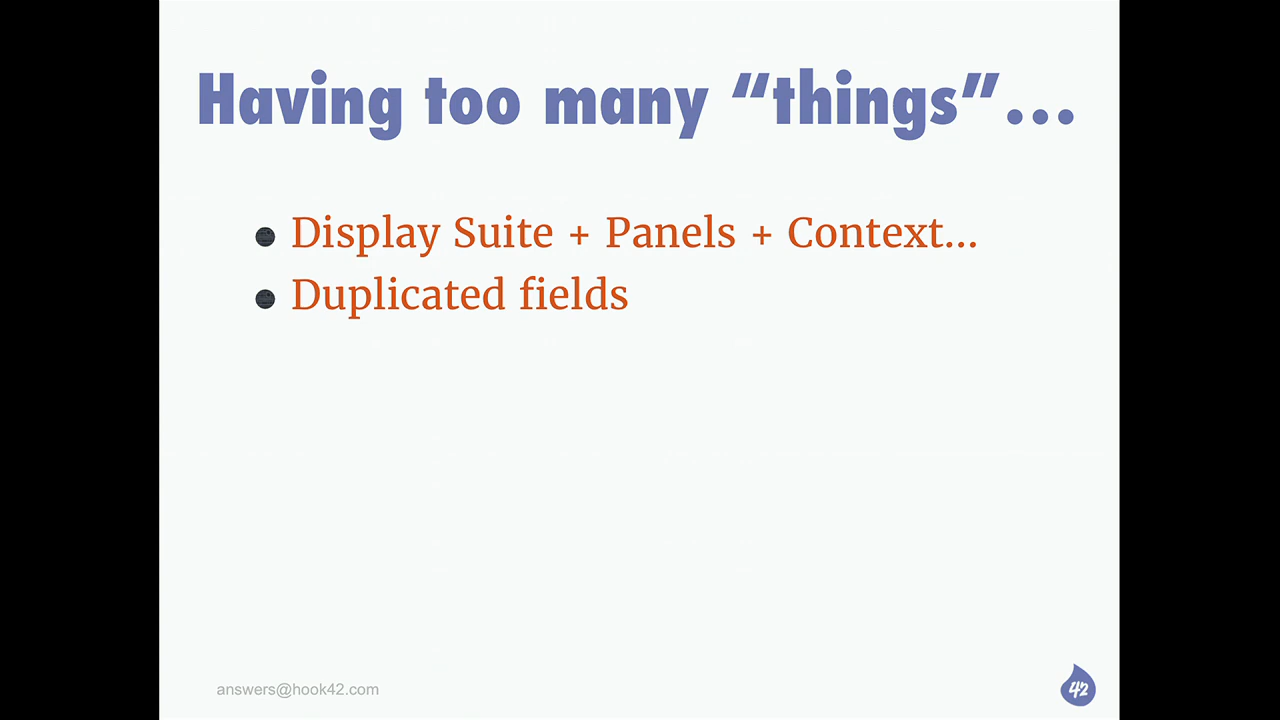 Having too many “things”...
Display Suite + Panels + Context...
Duplicated fields
answers@hook42.com
42